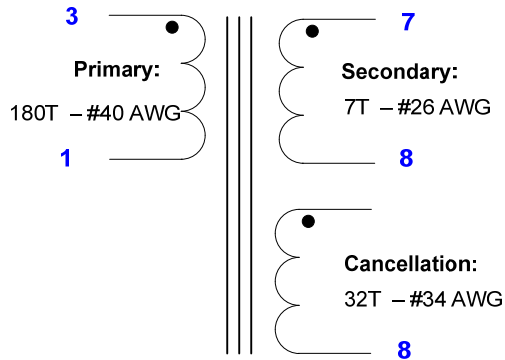 3
Primary:
180T – #40 AWG
1
7
Secondary:
7T – #26 AWG
8
Cancellation:
32T – #34 AWG
8